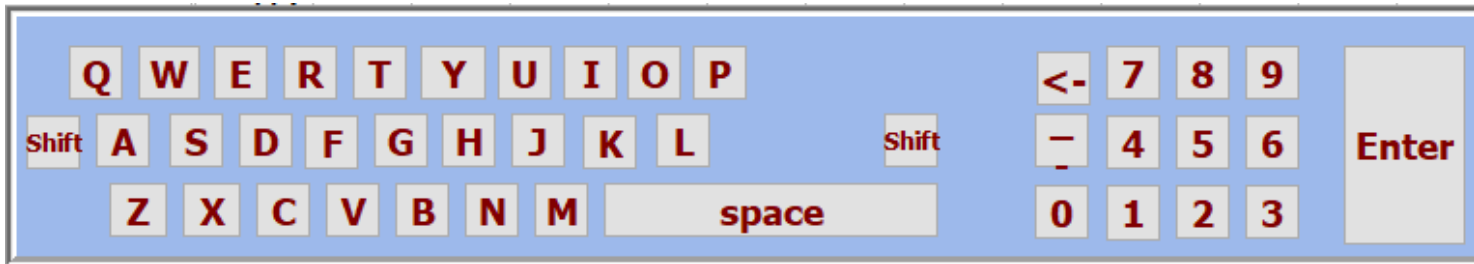 Q W E R T Y U I O P <- 7 8 9
Shift A S D F G H J K L Shift _ - 4 5 6 Enter
Z X C V B N M space 0 1 2 3